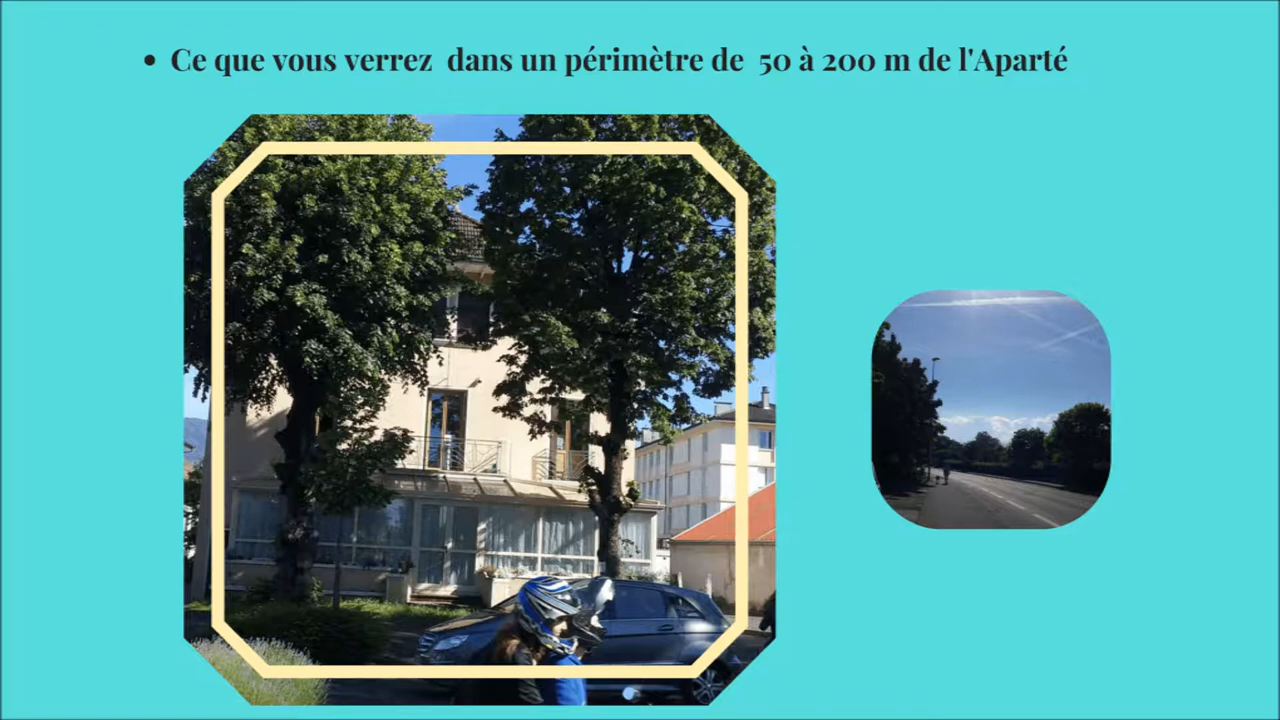 • Ce que vous verrez dans un périmètre de 50 à 200 m de l'Aparté